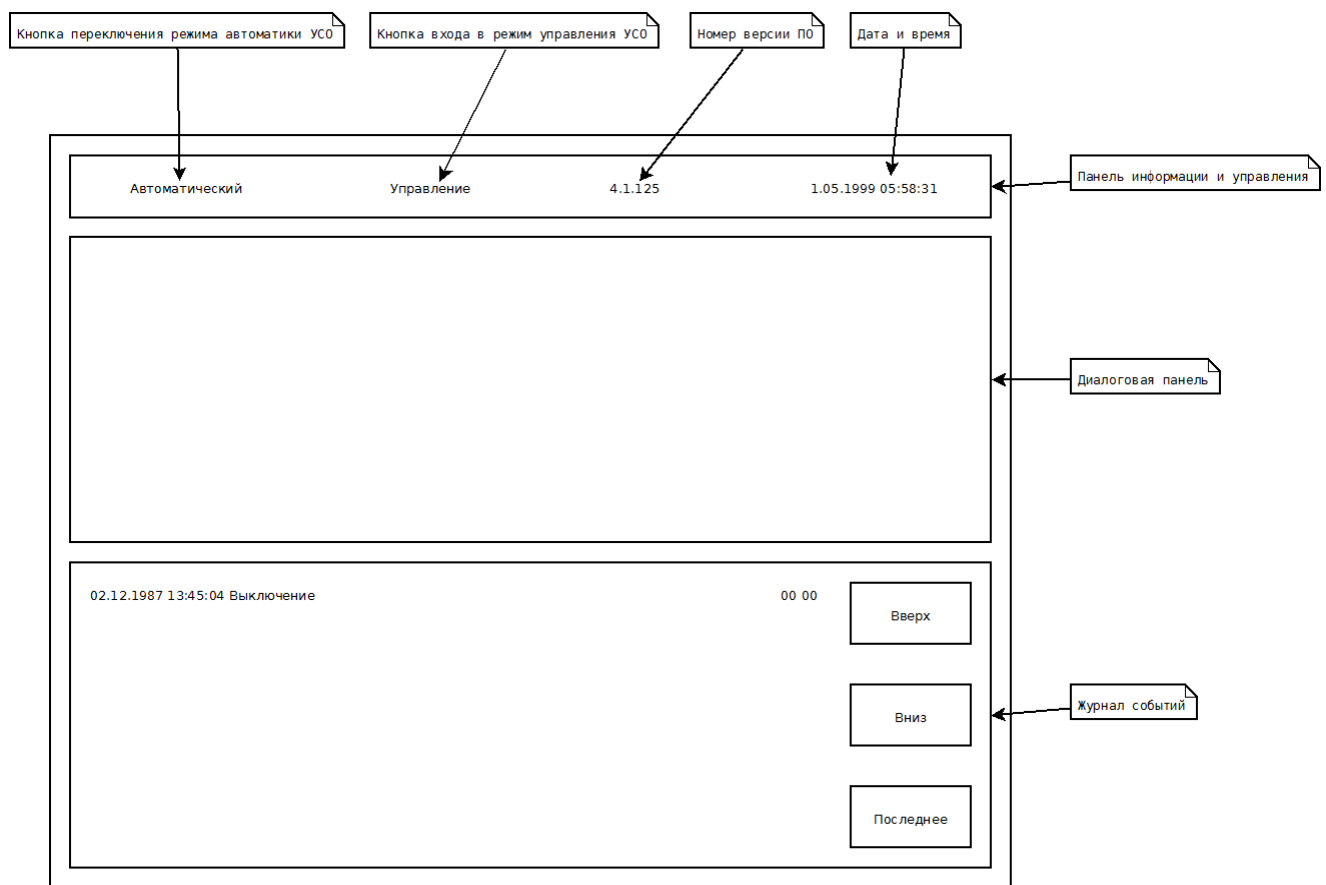 Кнопка переключения режима автоматики УСО
Кнопка входа в режим управления УСО
Номер версии ПО
Дата и время
Автоматический
Управление
4.1.125
1.05.1999 05:58:31
Панель информации и управления
Диалоговая панель
02.12.1987 13:45:04 Выключение
00 00
Вверх
Вниз
Журнал событий
Последнее